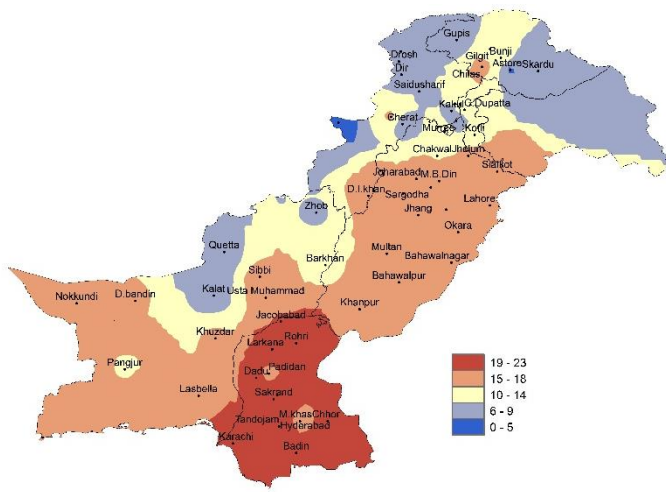 Gupis
Drosh
Dir
Saidusharif
Bunji
Gilgit
Astore
Skardu
Chilas
Cherat
Kakul
G.Dupatta
Murree
Kotli
Chakwal
Jhelum
Sialkot
Joharabad
M.B.Din
D.I.khan
Sargodha
Lahore
Jhang
Okara
Zhob
Quetta
Multan
Bahawalnagar
Barkhan
Sibbi
Bahawalpur
Kalat
Usta Muhammad
Nokkundi
D.bandin
Khanpur
Jacobabad
Khuzdar
Rohri
Larkana
Panjgur
Padidan
Dadu
Lasbella
Sakrand
M.khas
Chhor
Tandojam
Hyderabad
Karachi
Badin
19 - 23
15 - 18
10 - 14
6 - 9
0 - 5